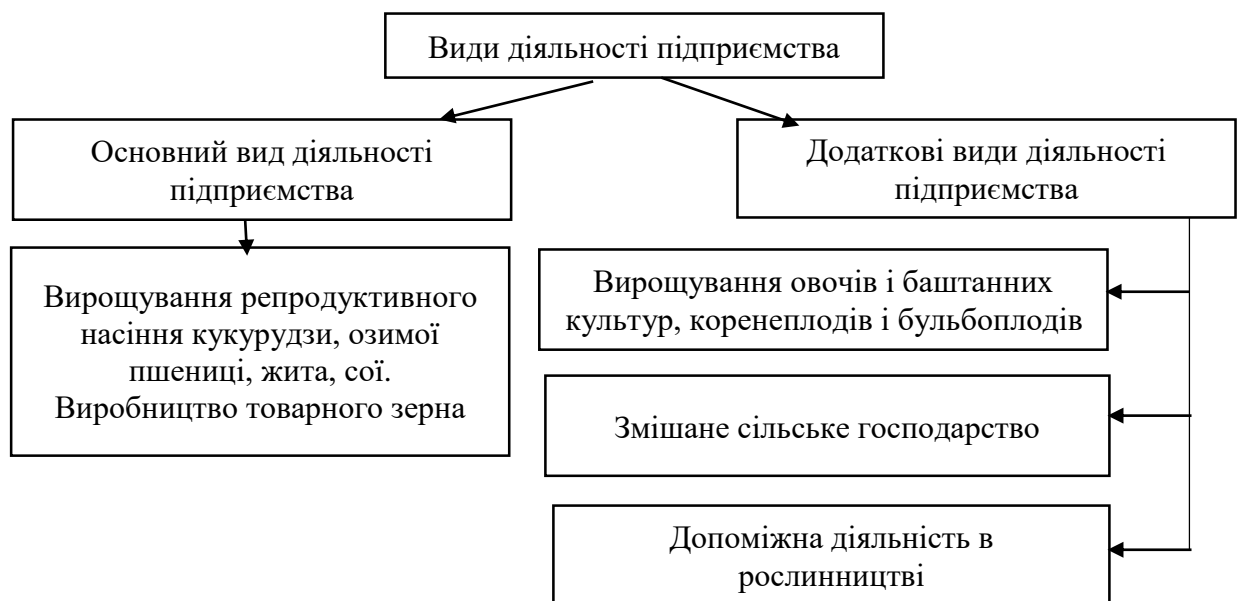 Види діяльності підприємства
Основний вид діяльності
підприємства
Додаткові види діяльності
підприємства
Вирощування репродуктивного
насіння кукурудзи, озимої
пшениці, жита, сої.
Виробництво товарного зерна
Вирощування овочів і баштанних
культур, коренеплодів і бульбоплодів
Змішане сільське господарство
Допоміжна діяльність в
рослинництві